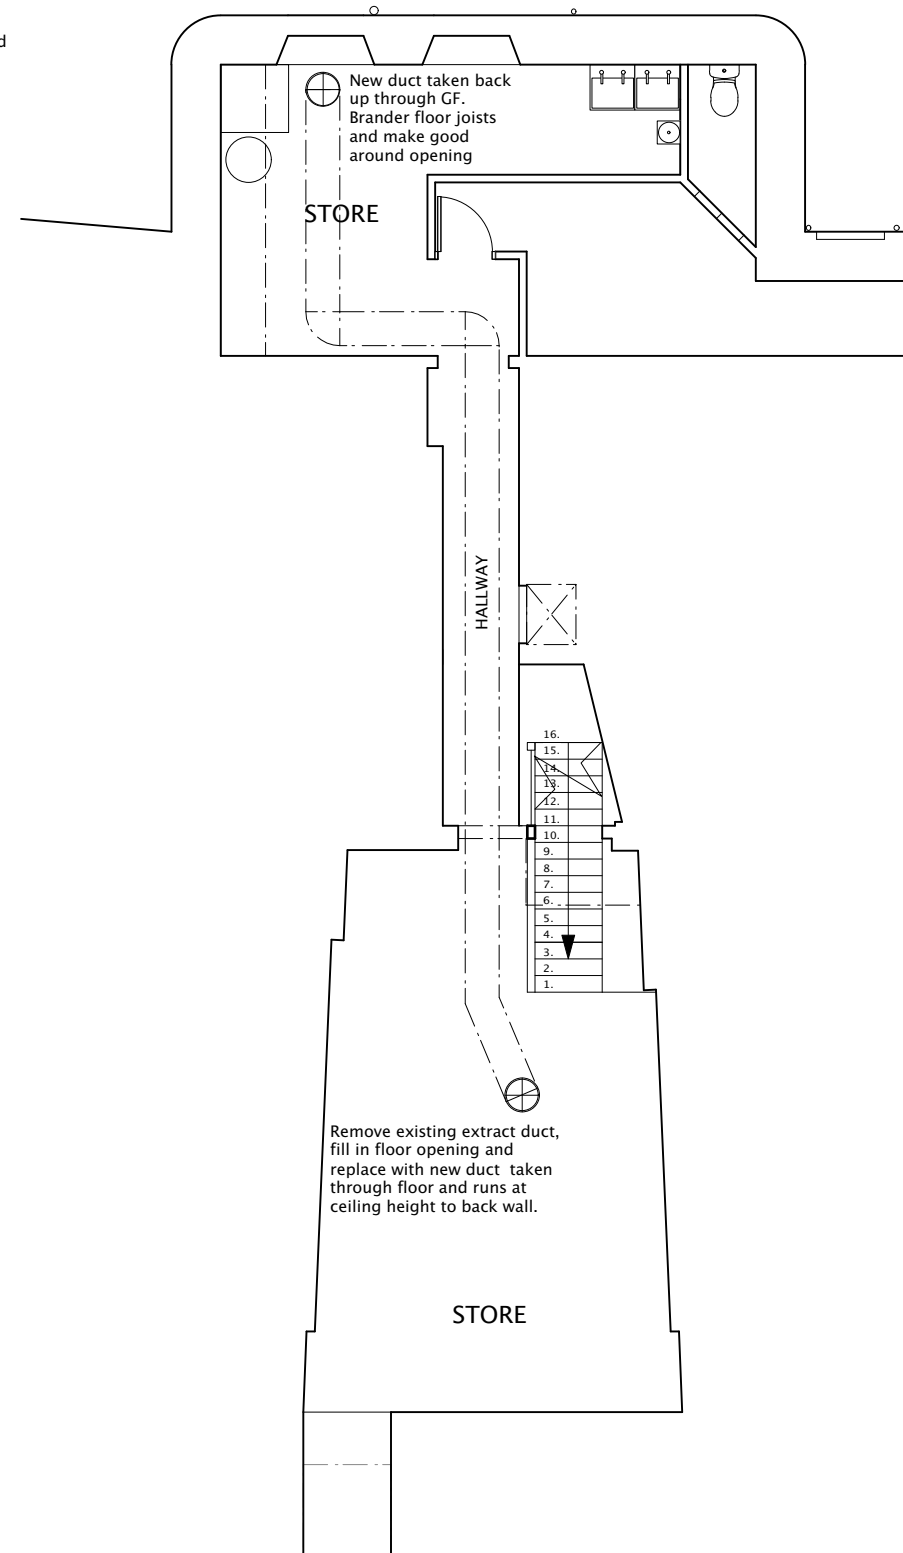 d
New duct taken back
up through GF.
Brander floor joists
and make good
around opening
STORE
HALLWAY
16.
15.
14.
13.
12.
11.
10.
9.
8.
7.
6.
5.
4.
3.
2.
1.
Remove existing extract duct,
fill in floor opening and
replace with new duct taken
through floor and runs at
ceiling height to back wall.
STORE